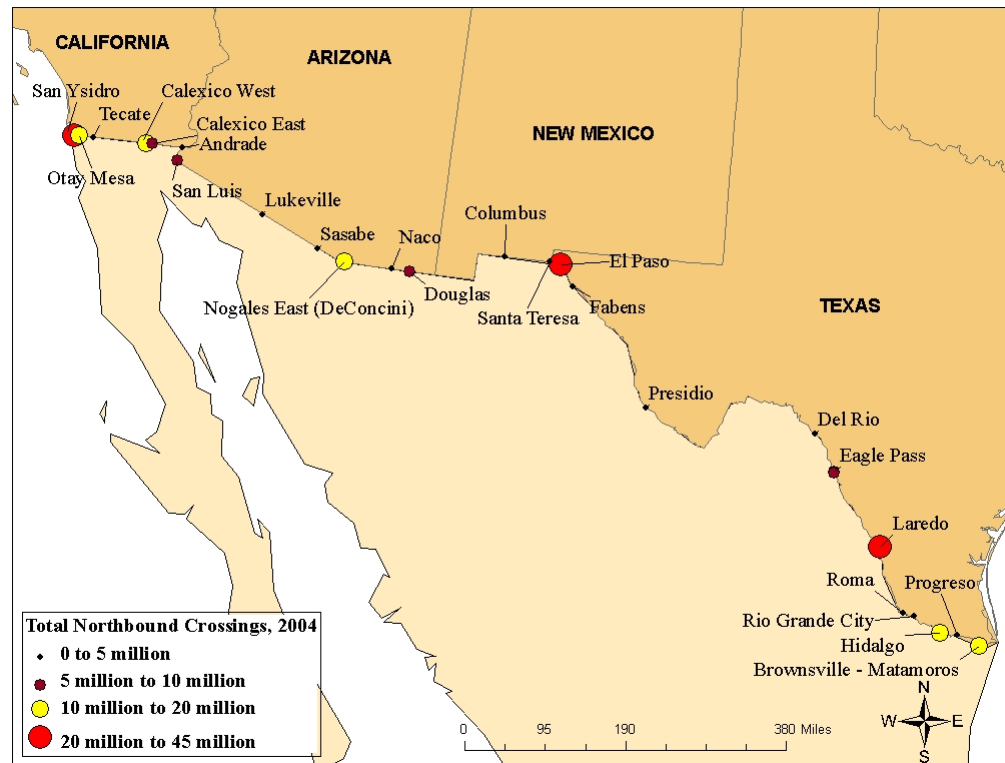 CALIFORNIA
ARIZONA
NEW MEXICO
TEXAS
San Ysidro
Tecate
Calexico West
Calexico East
Andrade
Otay Mesa
San Luis
Lukeville
Sasabe
Naco
Nogales East (DeConcini)
Douglas
Columbus
El Paso
Santa Teresa
Fabens
Presidio
Del Rio
Eagle Pass
Laredo
Roma
Progreso
Rio Grande City
Hidalgo
Brownsville - Matamoros
Total Northbound Crossings, 2004
0 to 5 million
5 million to 10 million
10 million to 20 million
20 million to 45 million
0 95 190 380 Miles
N
W E
S